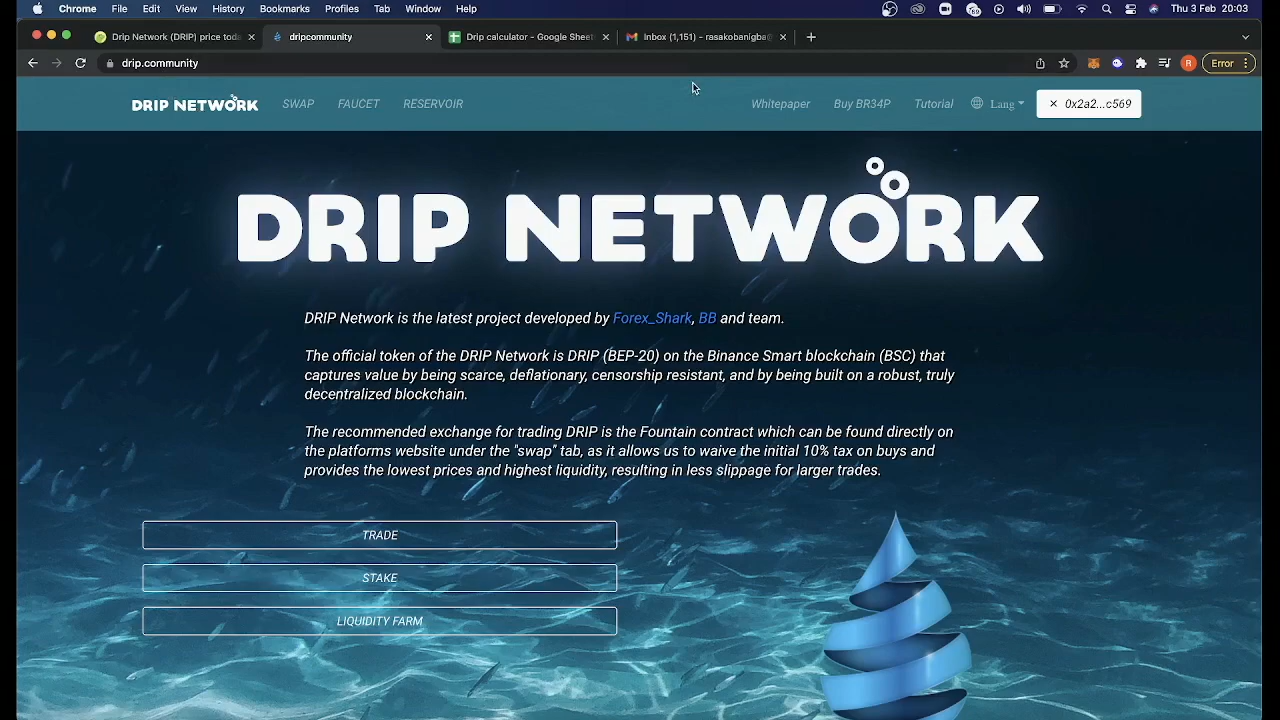 Chrome File Edit View History Bookmarks Profiles Tab Window Help 69 Thu 3 Feb 20:03
Drip Network (DRIP) price toda dripcommunity Drip calculator - Google Sheet Inbox (1,151) - rasakobanigba@
drip.community R Error
DRIP NETWORK SWAP FAUCET RESERVOIR Whitepaper Buy BR34P Tutorial Lang × 0x2a2...c569
DRIP NETWORK
DRIP Network is the latest project developed by Forex_Shark, BB and team.
The official token of the DRIP Network is DRIP (BEP-20) on the Binance Smart blockchain (BSC) that
captures value by being scarce, deflationary, censorship resistant, and by being built on a robust, truly
decentralized blockchain.
The recommended exchange for trading DRIP is the Fountain contract which can be found directly on
the platforms website under the "swap" tab, as it allows us to waive the initial 10% tax on buys and
provides the lowest prices and highest liquidity, resulting in less slippage for larger trades.
TRADE
STAKE
LIQUIDITY FARM